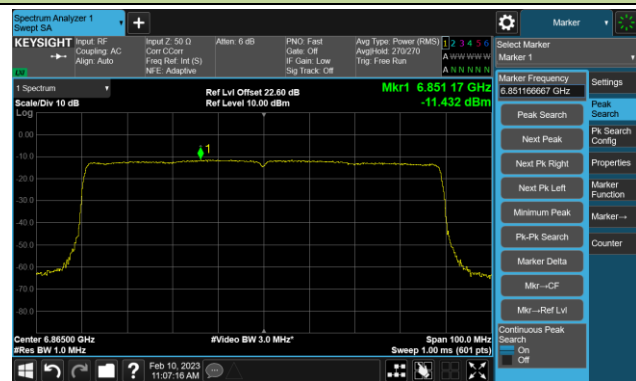 Spectrum Analyzer 1
Swept SA
Marker
KEYSIGHT
Input: RF
Coupling: AC
Align: Auto
Input Z: 50 Ω
Corr CCorr
Freq Ref: Int (S)
NFE: Adaptive
Atten: 6 dB
PNO: Fast
Gate: Off
IF Gain: Low
Sig Track: Off
Avg Type: Power (RMS)
Avg|Hold: 270/270
Trig: Free Run
1 2 3 4 5 6
A W W W W W
A N N N N N
Select Marker
Marker 1
1 Spectrum
Scale/Div 10 dB
Ref Lvl Offset 22.60 dB
Ref Level 10.00 dBm
Mkr1 6.851 17 GHz
-11.432 dBm
Marker Frequency
6.851166667 GHz
Settings
Peak Search
Peak
Search
Next Peak
Pk Search
Config
Next Pk Right
Properties
Next Pk Left
Marker
Function
Minimum Peak
Marker→
Pk-Pk Search
Counter
Marker Delta
Mkr→CF
Mkr→Ref Lvl
Continuous Peak
Search
On
Off
Log
0.00
-10.0
-20.0
-30.0
-40.0
-50.0
-60.0
-70.0
-80.0
1
Center 6.86500 GHz
#Res BW 1.0 MHz
#Video BW 3.0 MHz*
Span 100.0 MHz
Sweep 1.00 ms (601 pts)
Feb 10, 2023
11:07:16 AM